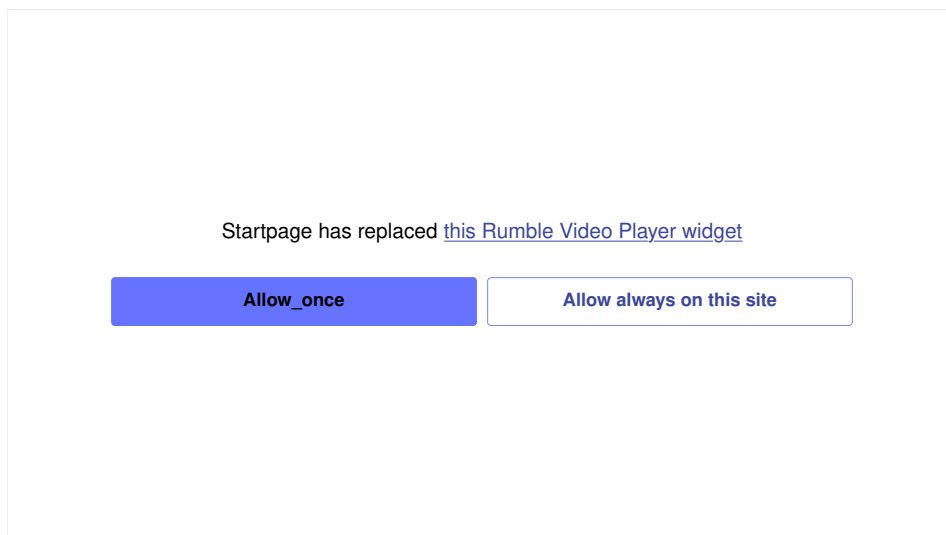 Startpage has replaced this Rumble Video Player widget
Allow_once
Allow always on this site